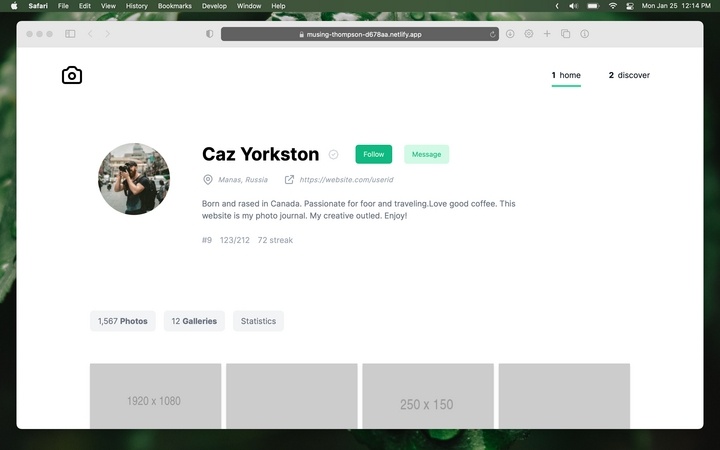 Safari File Edit View History Bookmarks Develop Window Help Mon Jan 25 12:14 PM
musing-thompson-d678aa.netlify.app
1 home 2 discover
Caz Yorkston Follow Message
Manas, Russia https://website.com/userid
Born and rased in Canada. Passionate for foor and traveling.Love good coffee. This
website is my photo journal. My creative outled. Enjoy!
#9 123/212 72 streak
1,567 Photos 12 Galleries Statistics
1920 x 1080 250 x 150